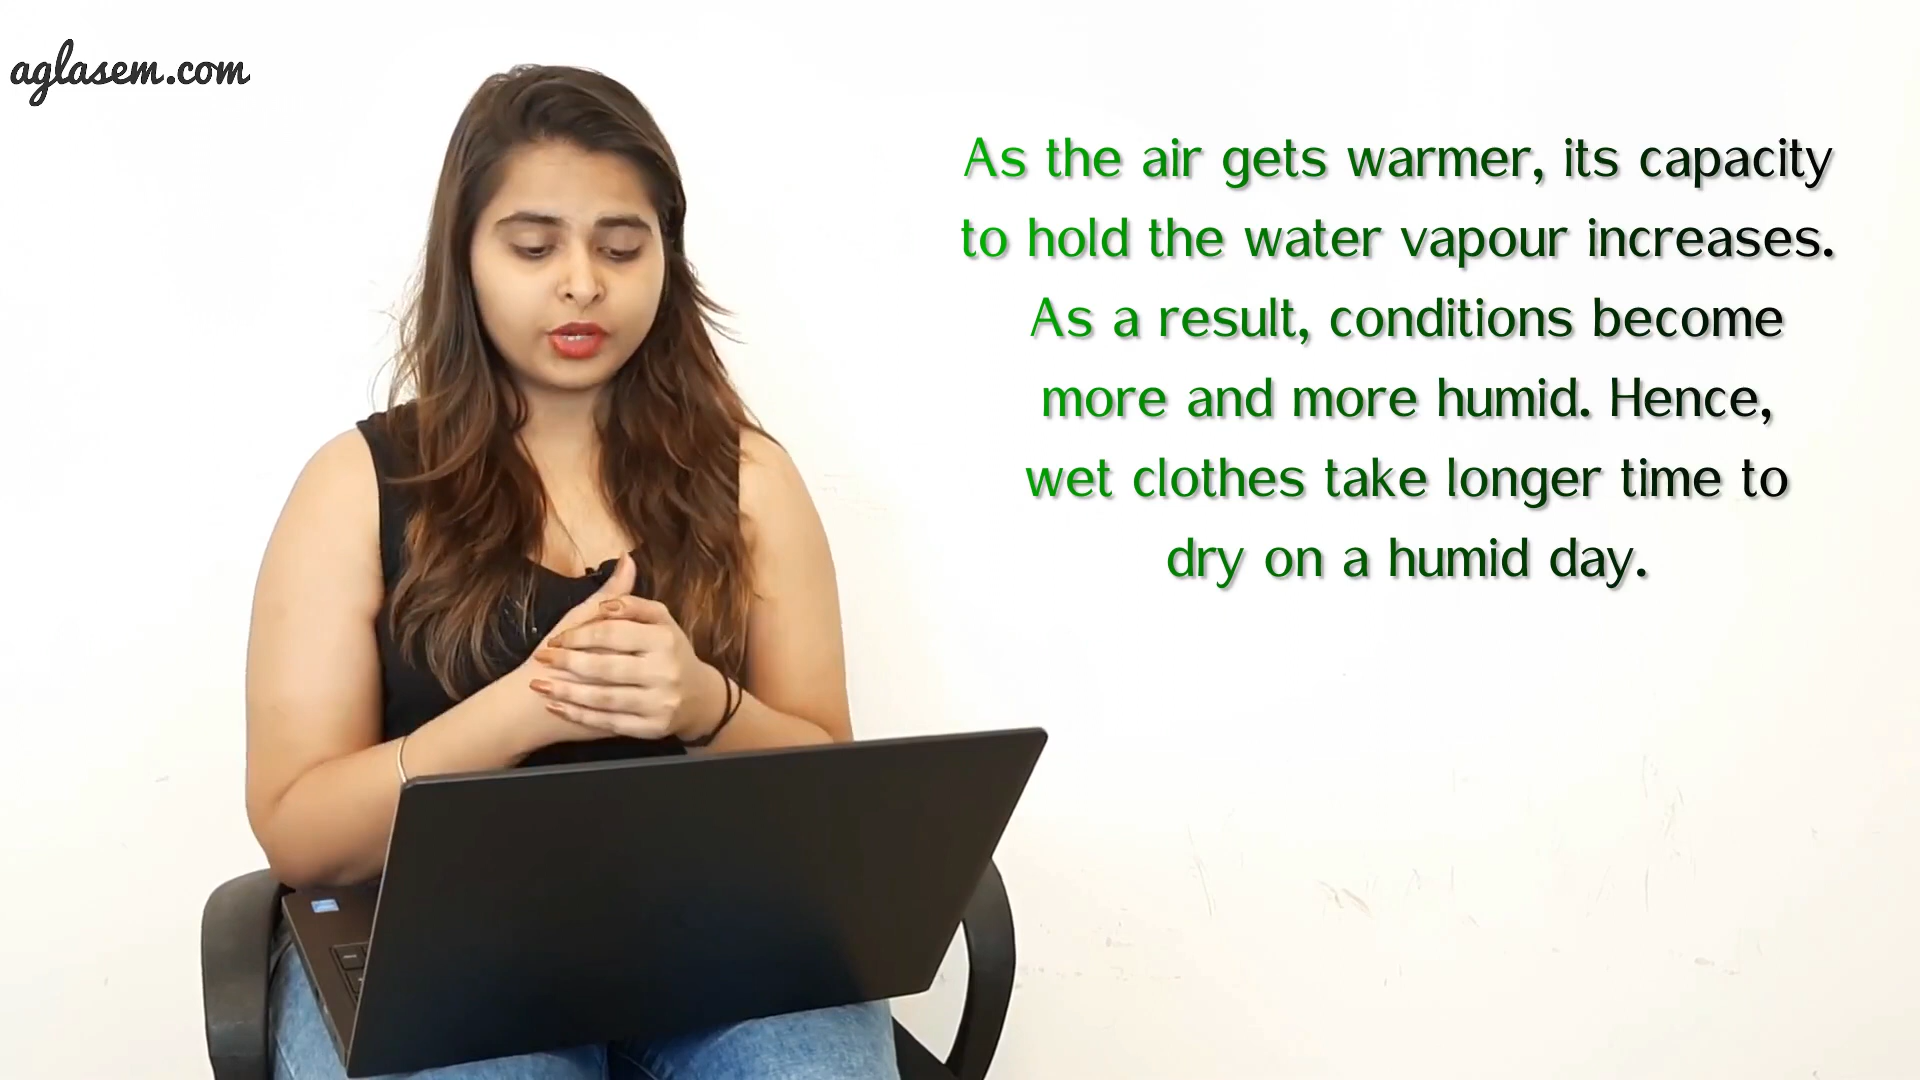 aglasem.com
As the air gets warmer, its capacity
to hold the water vapour increases.
As a result, conditions become
more and more humid. Hence,
wet clothes take longer time to
dry on a humid day.